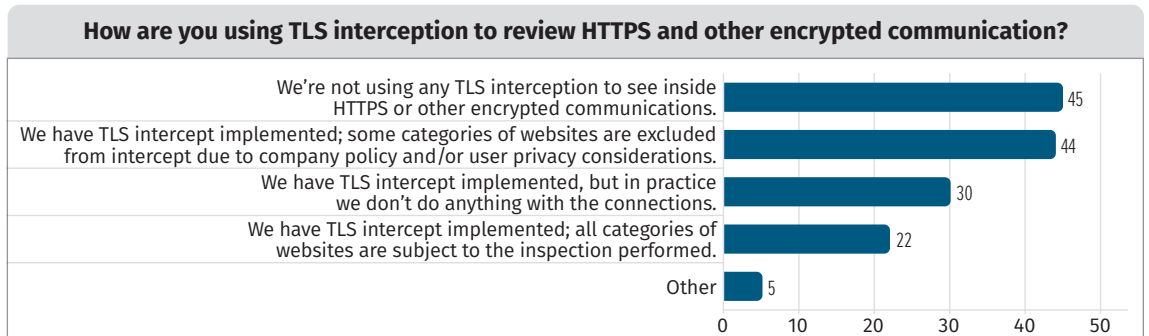 How are you using TLS interception to review HTTPS and other encrypted communication?
We’re not using any TLS interception to see inside
HTTPS or other encrypted communications.
45
We have TLS intercept implemented; some categories of websites are excluded
from intercept due to company policy and/or user privacy considerations.
44
We have TLS intercept implemented, but in practice
we don’t do anything with the connections.
30
We have TLS intercept implemented; all categories of
websites are subject to the inspection performed.
22
Other
5
0 10 20 30 40 50